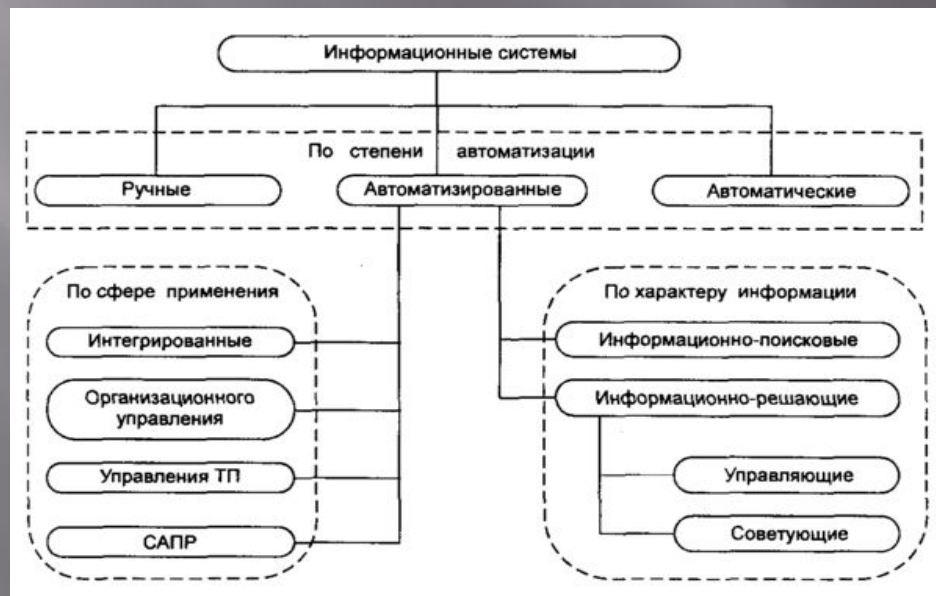 Информационные системы
По степени автоматизации
Ручные
Автоматизированные
Автоматические
По сфере применения
Интегрированные
Организационного
управления
Управления ТП
САПР
По характеру информации
Информационно-поисковые
Информационно-решающие
Управляющие
Советующие